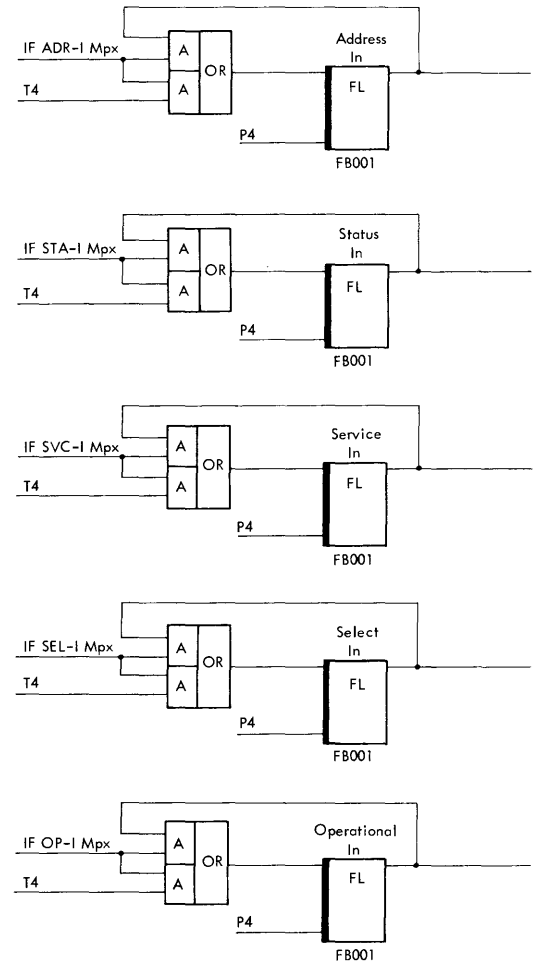 Address
In
IF ADR-I Mpx
A
OR
A
FL
T4
P4
FB001
Status
In
IF STA-I Mpx
A
OR
A
FL
T4
P4
FB001
Service
In
IF SVC-I Mpx
A
OR
A
FL
T4
P4
FB001
Select
In
IF SEL-I Mpx
A
OR
A
FL
T4
P4
FB001
Operational
In
IF OP-I Mpx
A
OR
A
FL
T4
P4
FB001